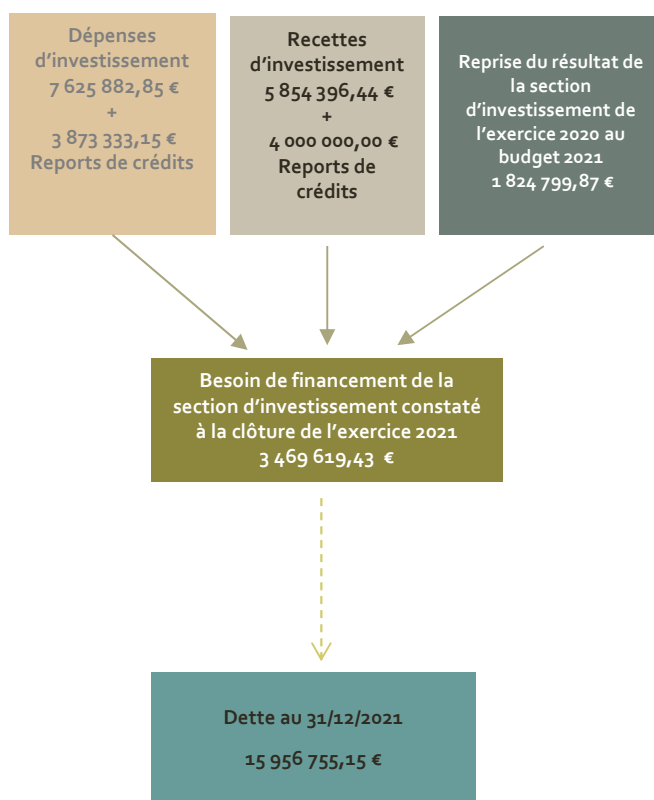 Dépenses
d'investissement
7 625 882,85 €
+
3 873 333,15 €
Reports de crédits
Recettes
d'investissement
5 854 396,44 €
+
4 000 000,00 €
Reports de
crédits
Reprise du résultat de
la section
d'investissement de
l'exercice 2020 au
budget 2021
1 824 799,87 €
Besoin de financement de la
section d'investissement constaté
à la clôture de l'exercice 2021
3 469 619,43 €
Dette au 31/12/2021
15 956 755,15 €